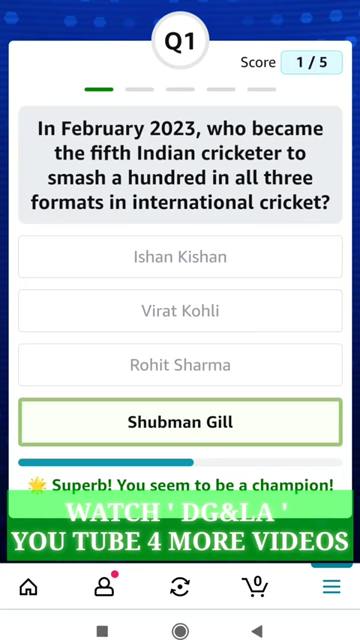 Q1
Score 1 / 5
In February 2023, who became
the fifth Indian cricketer to
smash a hundred in all three
formats in international cricket?
Ishan Kishan
Virat Kohli
Rohit Sharma
Shubman Gill
🌟 Superb! You seem to be a champion!
WATCH ' DG&LA '
YOU TUBE 4 MORE VIDEOS
0